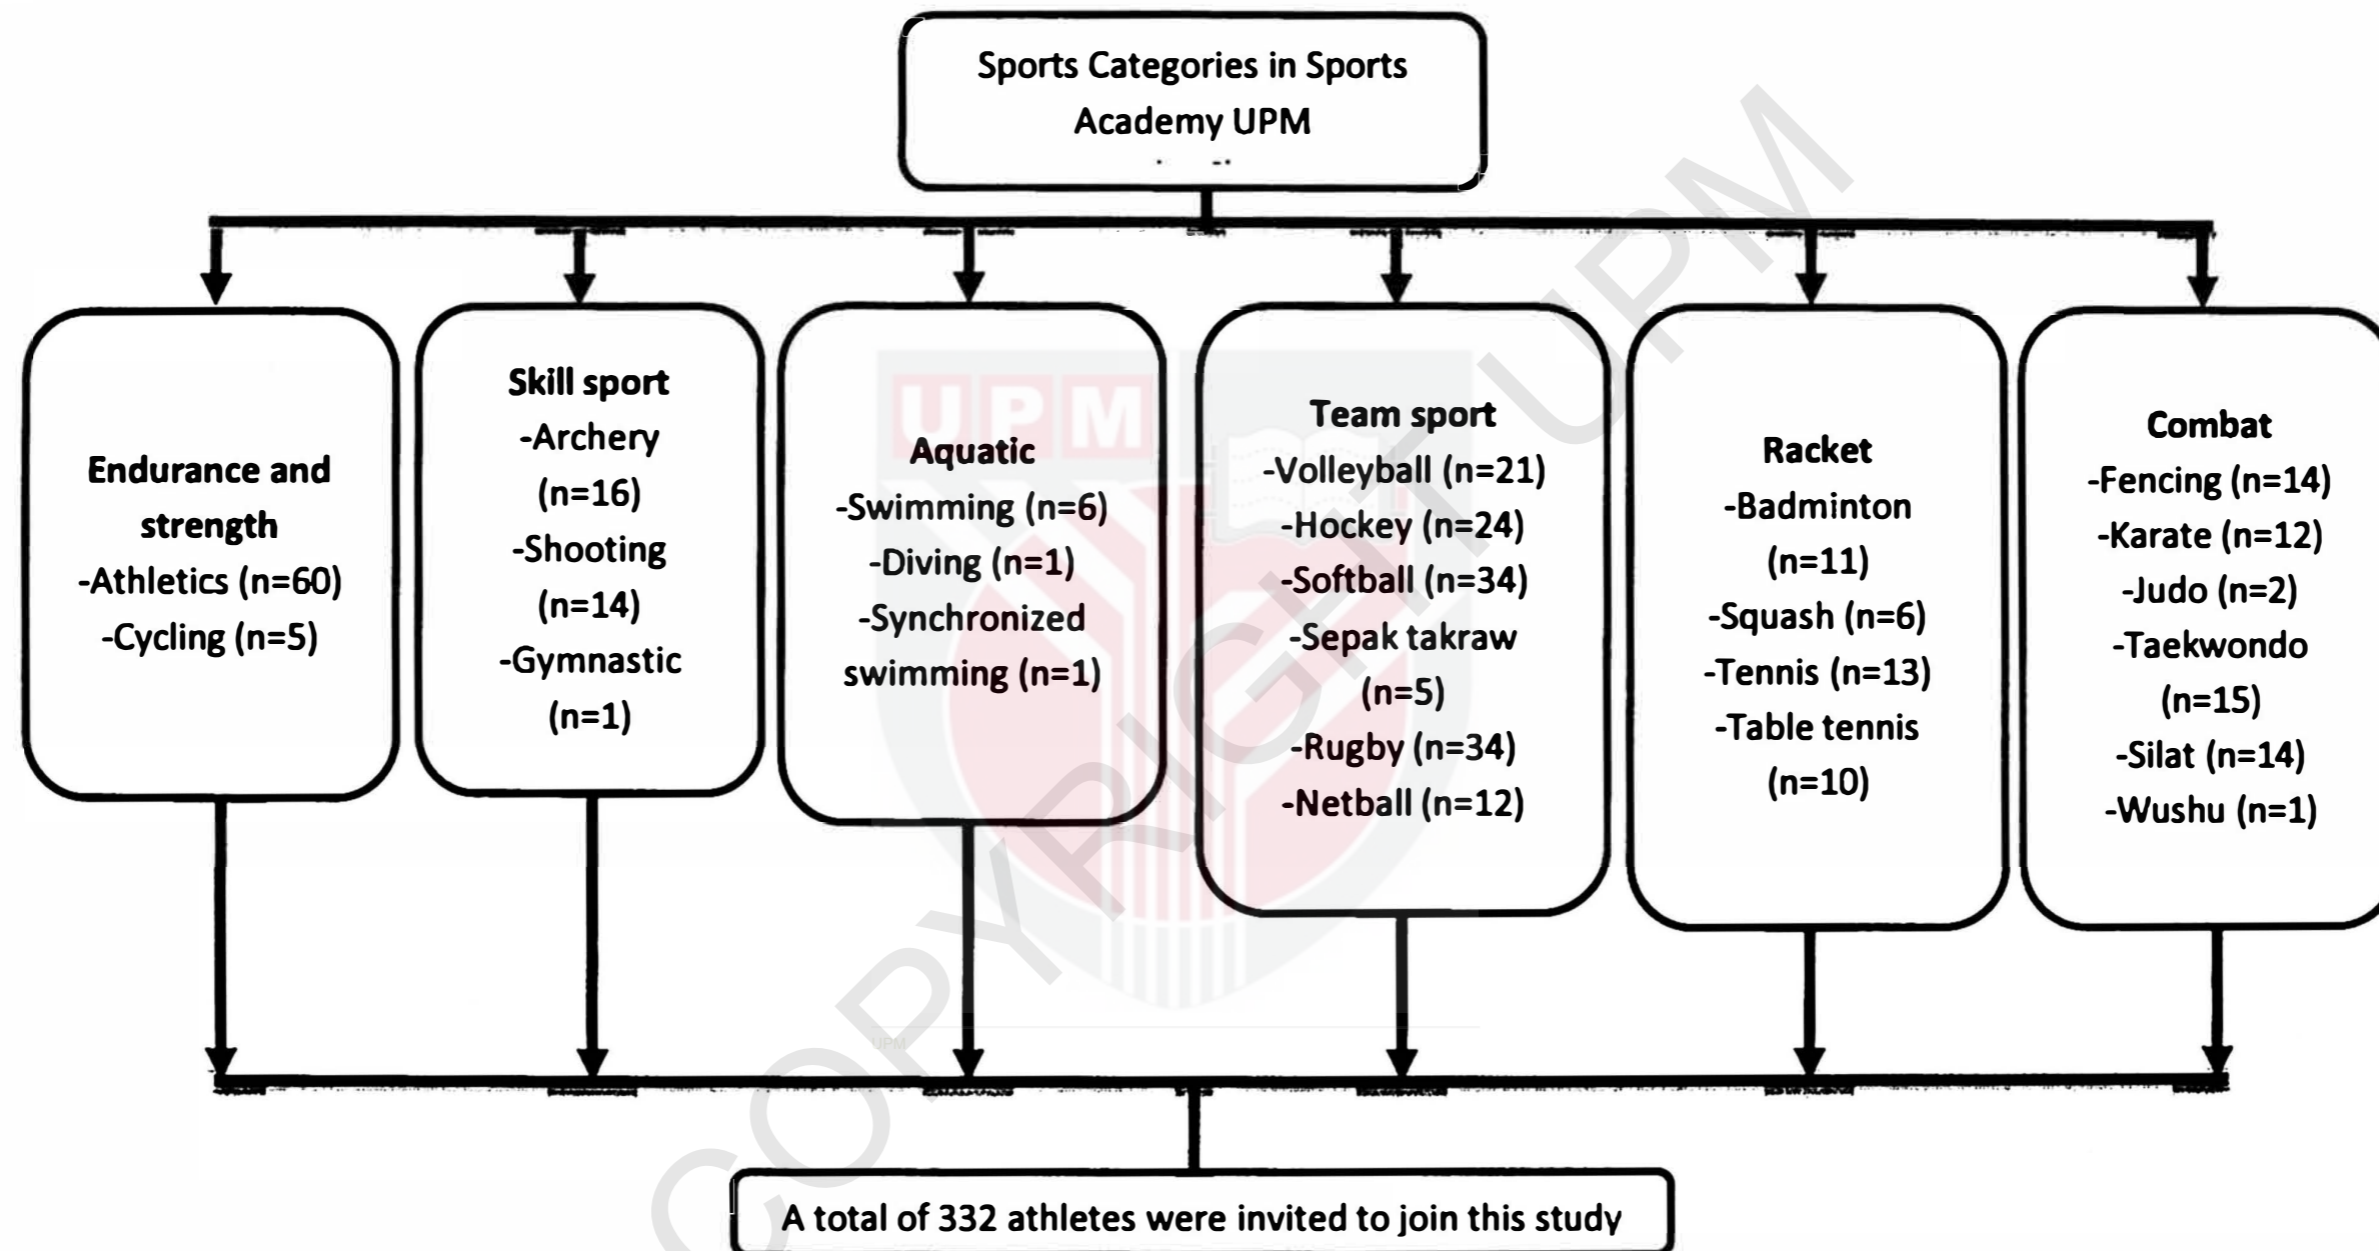 Sports Categories in Sports
Academy UPM
Endurance and
strength
-Athletics (n=60)
-Cycling (n=5)
Skill sport
-Archery
(n=16)
-Shooting
(n=14)
-Gymnastic
(n=1)
Aquatic
-Swimming (n=6)
-Diving (n=1)
-Synchronized
swimming (n=1)
Team sport
-Volleyball (n=21)
-Hockey (n=24)
-Softball (n=34)
-Sepak takraw
(n=5)
-Rugby (n=34)
-Netball (n=12)
Racket
-Badminton
(n=11)
-Squash (n=6)
-Tennis (n=13)
-Table tennis
(n=10)
Combat
-Fencing (n=14)
-Karate (n=12)
-Judo (n=2)
-Taekwondo
(n=15)
-Silat (n=14)
-Wushu (n=1)
A total of 332 athletes were invited to join this study
UPM
UPM
COPYRIGHT UPM